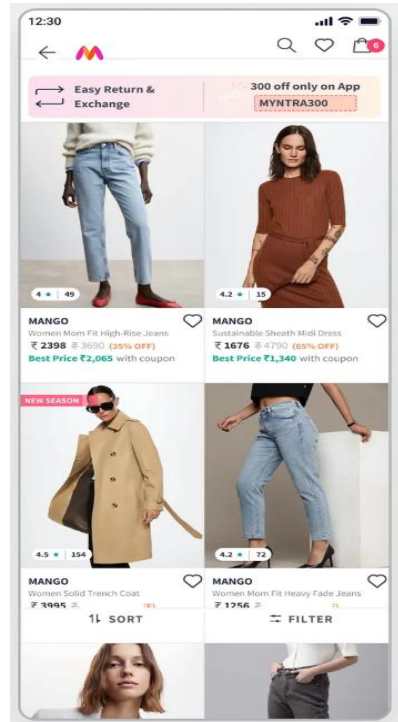 12:30
6
Easy Return &
Exchange
300 off only on App
MYNTRA300
4 ★ | 49
4.2 ★ | 15
MANGO
Women Mom Fit High-Rise Jeans
₹ 2398 ₹ 3690 (35% OFF)
Best Price ₹2,065 with coupon
MANGO
Sustainable Sheath Midi Dress
₹ 1676 ₹ 4790 (65% OFF)
Best Price ₹1,340 with coupon
NEW SEASON
4.5 ★ | 154
4.2 ★ | 72
MANGO
Women Solid Trench Coat
₹ 3995 ₹
MANGO
Women Mom Fit Heavy Fade Jeans
₹ 1256 ₹
SORT
FILTER